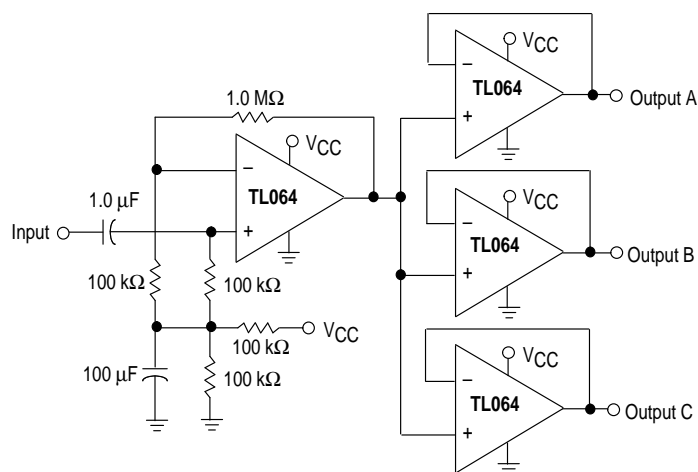 VCC
−
TL064
+
Output A
1.0 MΩ
VCC
−
TL064
+
1.0 µF
Input
VCC
−
TL064
+
Output B
100 kΩ
100 kΩ
VCC
100 kΩ
100 µF
100 kΩ
VCC
−
TL064
+
Output C